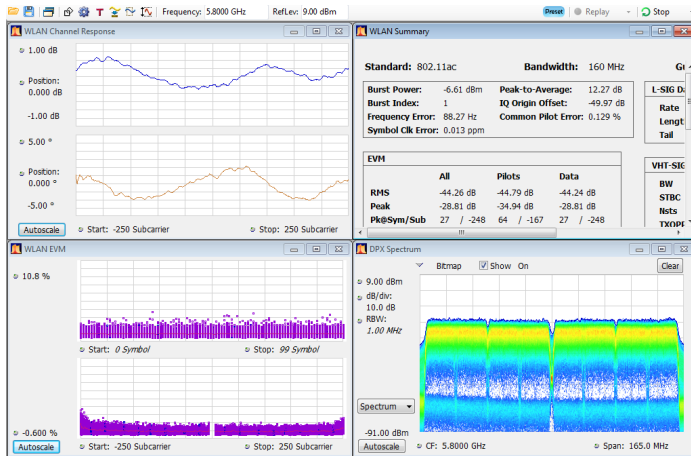 Frequency: 5.8000 GHz RefLev: 9.00 dBm Preset Replay Stop
WLAN Channel Response
1.00 dB
Position:
0.000 dB
-1.00 dB
5.00 °
Position:
0.000 °
-5.00 °
Autoscale Start: -250 Subcarrier Stop: 250 Subcarrier
WLAN Summary
Standard: 802.11ac Bandwidth: 160 MHz Gu
Burst Power: -6.61 dBm Peak-to-Average: 12.27 dB
Burst Index: 1 IQ Origin Offset: -49.97 dB
Frequency Error: 88.27 Hz Common Pilot Error: 0.129 %
Symbol Clk Error: 0.013 ppm
L-SIG Da
Rate
Lengt
Tail
EVM
All Pilots Data
RMS -44.26 dB -44.79 dB -44.24 dB
Peak -28.81 dB -34.94 dB -28.81 dB
Pk@Sym/Sub 27 / -248 64 / -167 27 / -248
VHT-SIG
BW
STBC
Nsts
TXOPP
WLAN EVM
10.8 %
Start: 0 Symbol Stop: 99 Symbol
-0.600 %
Autoscale Start: -250 Subcarrier Stop: 250 Subcarrier
DPX Spectrum
Bitmap Show On Clear
9.00 dBm
dB/div:
10.0 dB
RBW:
1.00 MHz
Spectrum
-91.00 dBm
Autoscale CF: 5.8000 GHz Span: 165.0 MHz